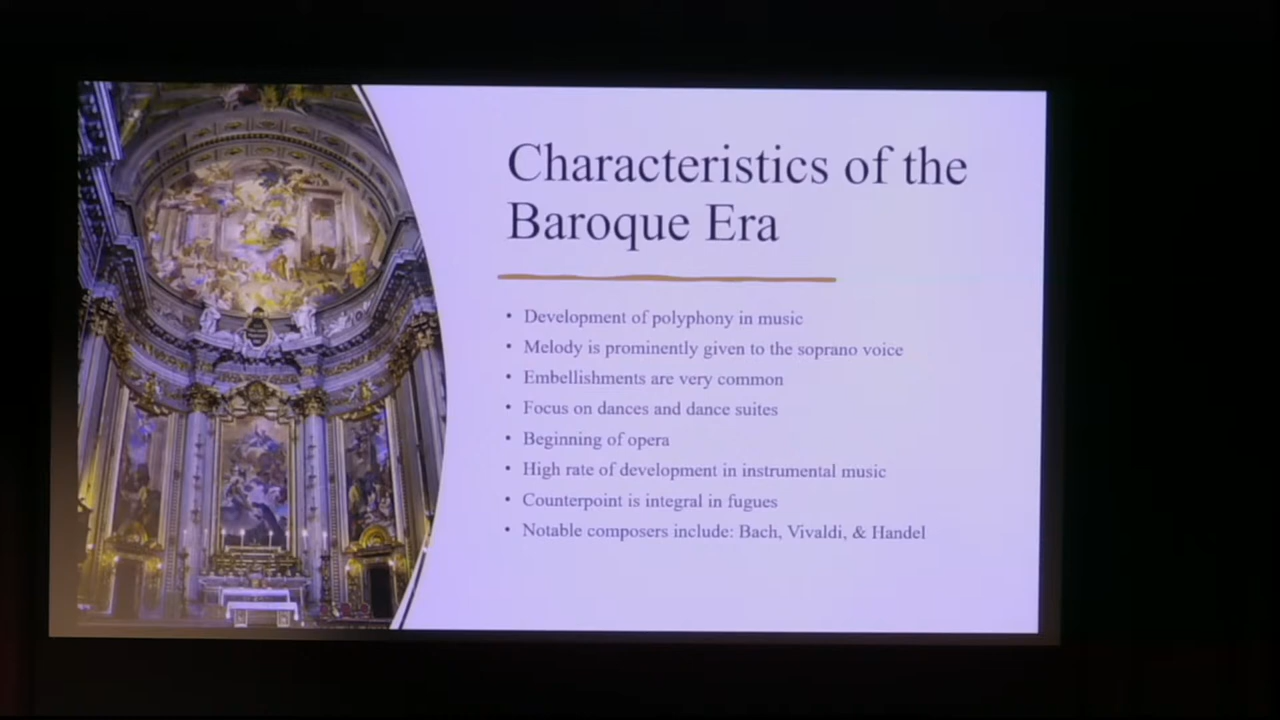 Characteristics of the
Baroque Era
• Development of polyphony in music
• Melody is prominently given to the soprano voice
• Embellishments are very common
• Focus on dances and dance suites
• Beginning of opera
• High rate of development in instrumental music
• Counterpoint is integral in fugues
• Notable composers include: Bach, Vivaldi, & Handel